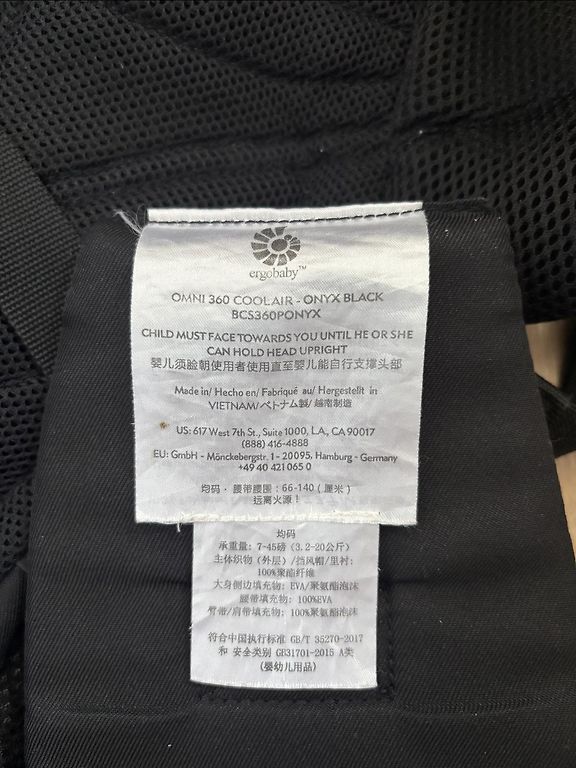 ergobaby™
OMNI 360 COOL AIR - ONYX BLACK
BCS360PONYX
CHILD MUST FACE TOWARDS YOU UNTIL HE OR SHE
CAN HOLD HEAD UPRIGHT
婴儿须脸朝使用者使用直至婴儿能自行支撑头部
Made in/ Hecho en/ Fabriqué au/ Hergestellt in
VIETNAM/ベトナム製/ 越南制造
US: 617 West 7th St., Suite 1000, L.A., CA 90017
(888) 416-4888
EU: GmbH - Mönckebergstr. 1 - 20095, Hamburg - Germany
+49 40 421 065 0
均码 · 腰带腰围 : 66-140 ( 厘米 )
远离火源 !
均码
承重量: 7-45磅 (3.2-20公斤)
主体织物 (外层) /挡风帽/里衬:
100%聚酯纤维
大身侧边填充物: EVA/聚氨酯泡沫
腰带填充物: 100%EVA
臂带/肩带填充物: 100%聚氨酯泡沫
符合中国执行标准 GB/T 35270-2017
和 安全类别 GB31701-2015 A类
(婴幼儿用品)